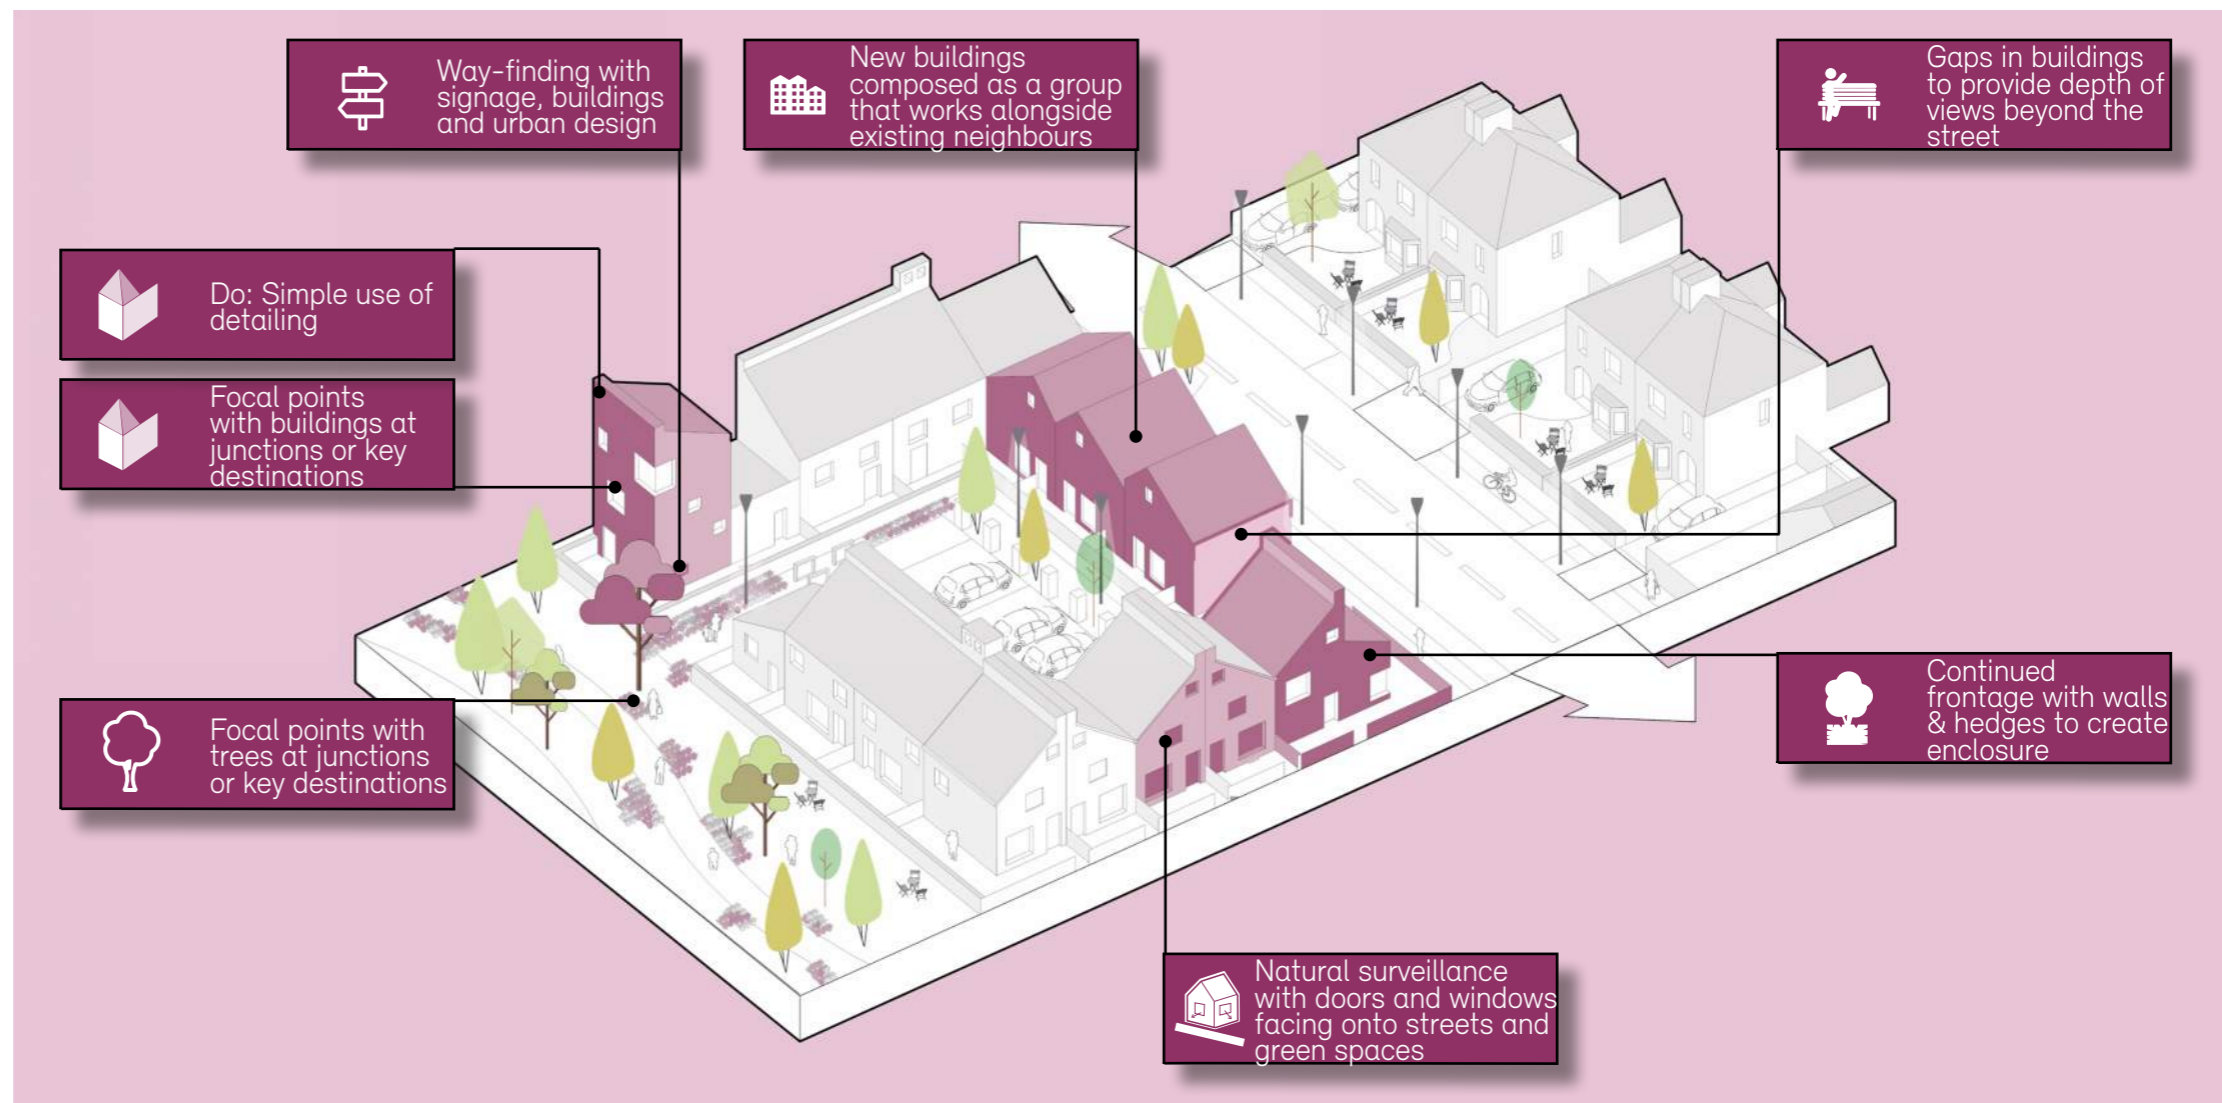 Way-finding with
signage, buildings
and urban design
New buildings
composed as a group
that works alongside
existing neighbours
Gaps in buildings
to provide depth of
views beyond the
street
Do: Simple use of
detailing
Focal points
with buildings at
junctions or key
destinations
Focal points with
trees at junctions
or key destinations
Continued
frontage with walls
& hedges to create
enclosure
Natural surveillance
with doors and windows
facing onto streets and
green spaces